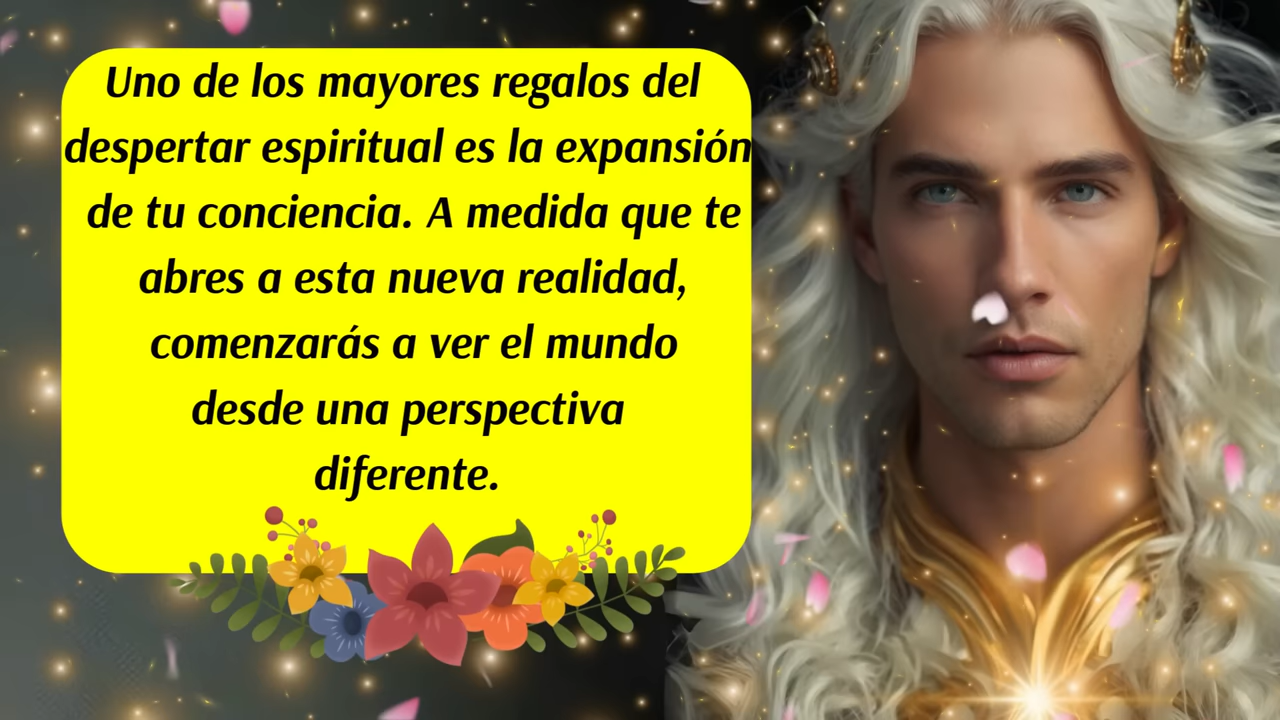 Uno de los mayores regalos del
despertar espiritual es la expansión
de tu conciencia. A medida que te
abres a esta nueva realidad,
comenzarás a ver el mundo
desde una perspectiva
diferente.